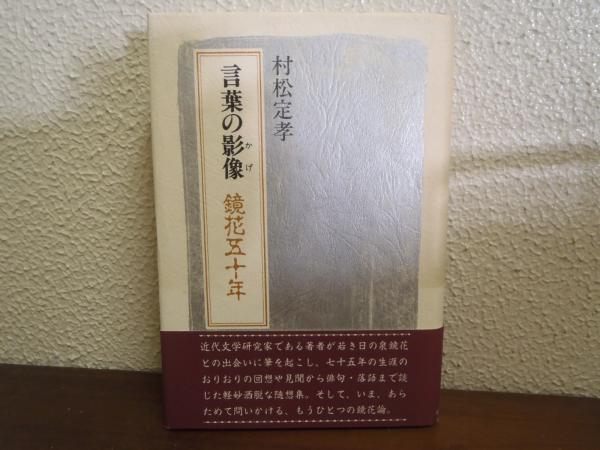 村松定孝
言葉の影像
かげ
鏡花五十年
近代文学研究家である著者が若き日の泉鏡花
との出会いに筆を起こし、七十五年の生涯の
おりおりの回想や見聞から俳句・落語まで談
じた軽妙洒脱な随想集。そして、いま、あら
ためて問いかける、もうひとつの鏡花論。